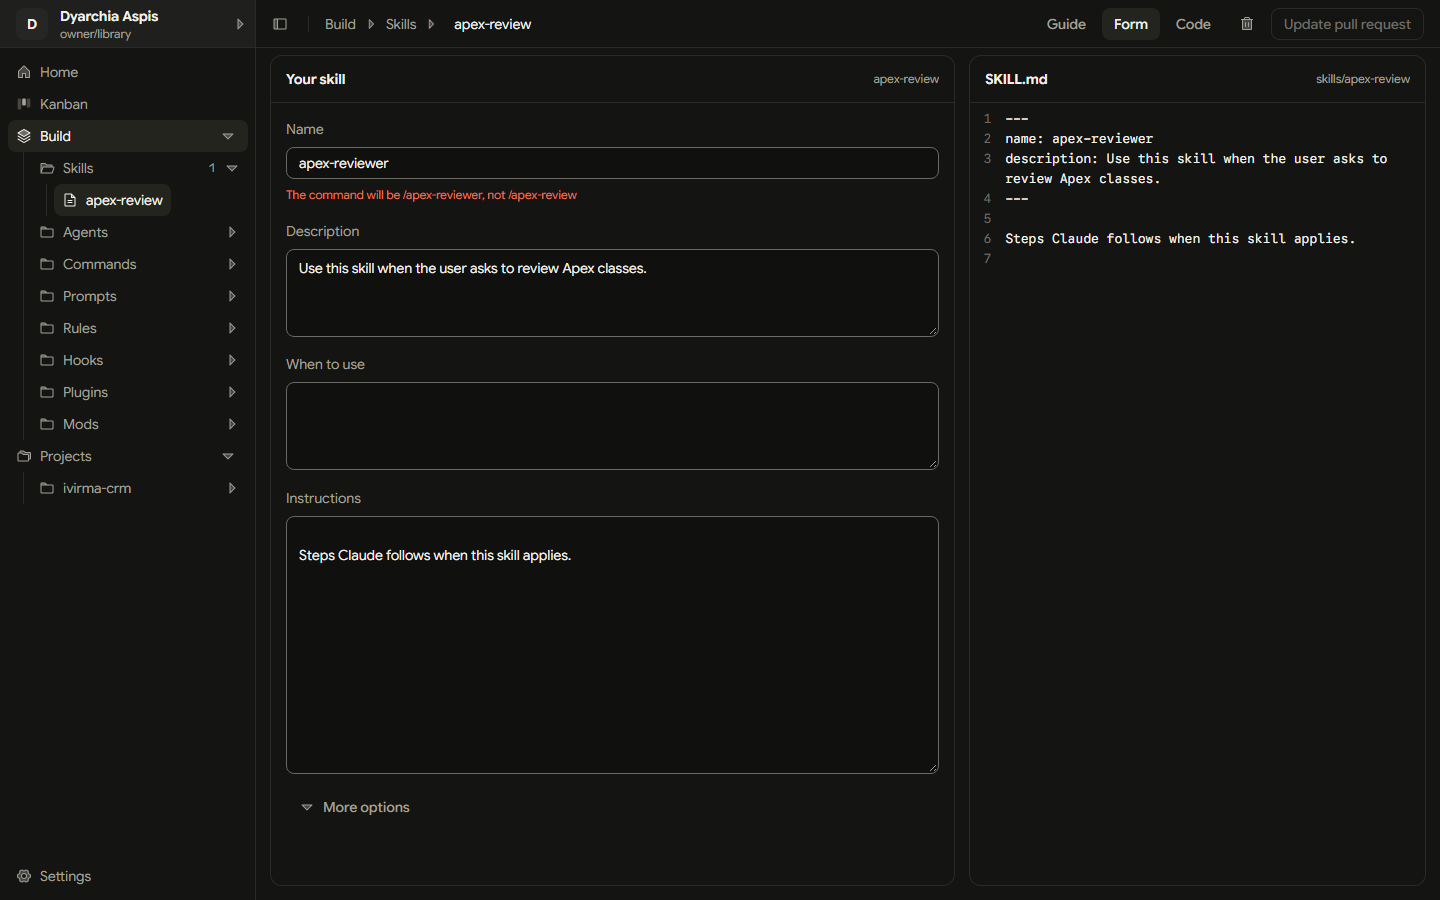 D
Dyarchia Aspis
owner/library
Home
Kanban
Build
Skills 1
apex-review
Agents
Commands
Prompts
Rules
Hooks
Plugins
Mods
Projects
ivirma-crm
Settings
Build Skills apex-review
Guide Form Code Update pull request
Your skill apex-review
Name
apex-reviewer
The command will be /apex-reviewer, not /apex-review
Description
Use this skill when the user asks to review Apex classes.
When to use
Instructions
Steps Claude follows when this skill applies.
More options
SKILL.md skills/apex-review
1 ---
2 name: apex-reviewer
3 description: Use this skill when the user asks to
review Apex classes.
4 ---
5
6 Steps Claude follows when this skill applies.
7